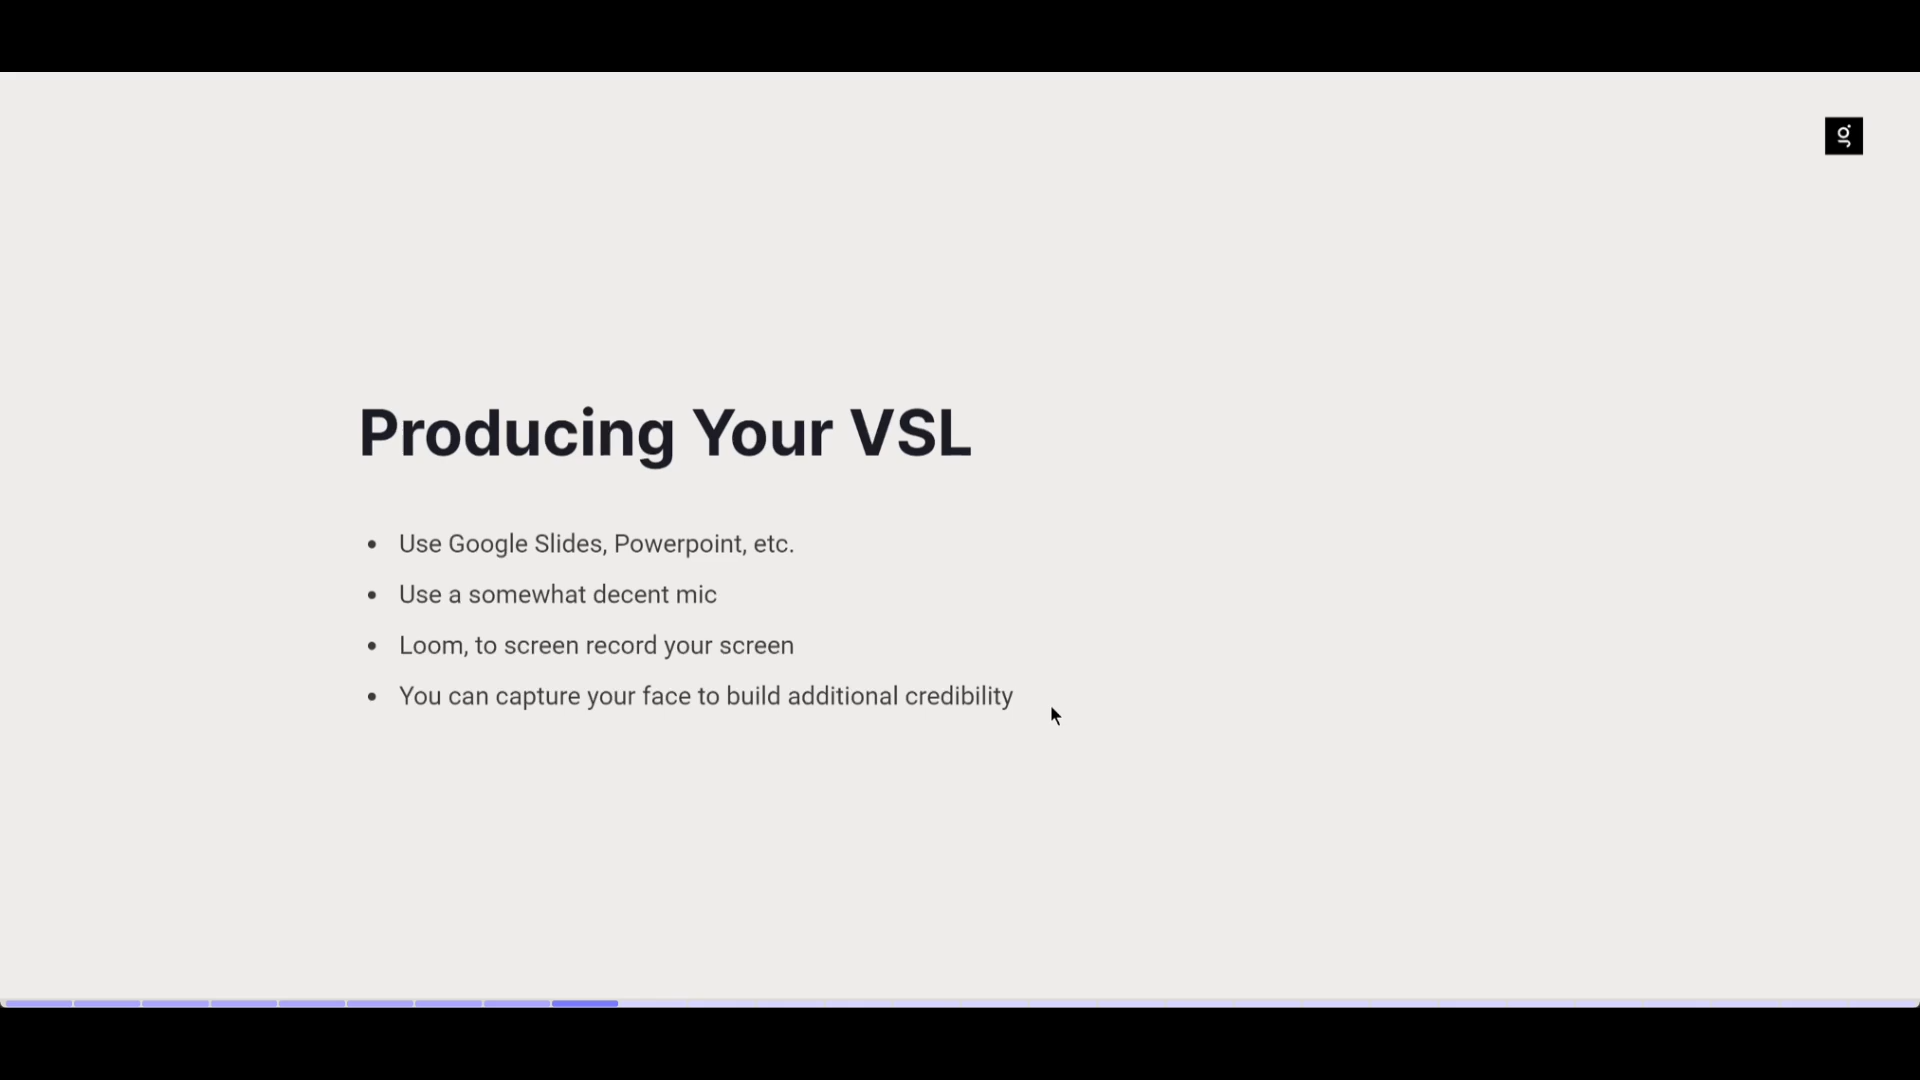 g
Producing Your VSL
• Use Google Slides, Powerpoint, etc.
• Use a somewhat decent mic
• Loom, to screen record your screen
• You can capture your face to build additional credibility